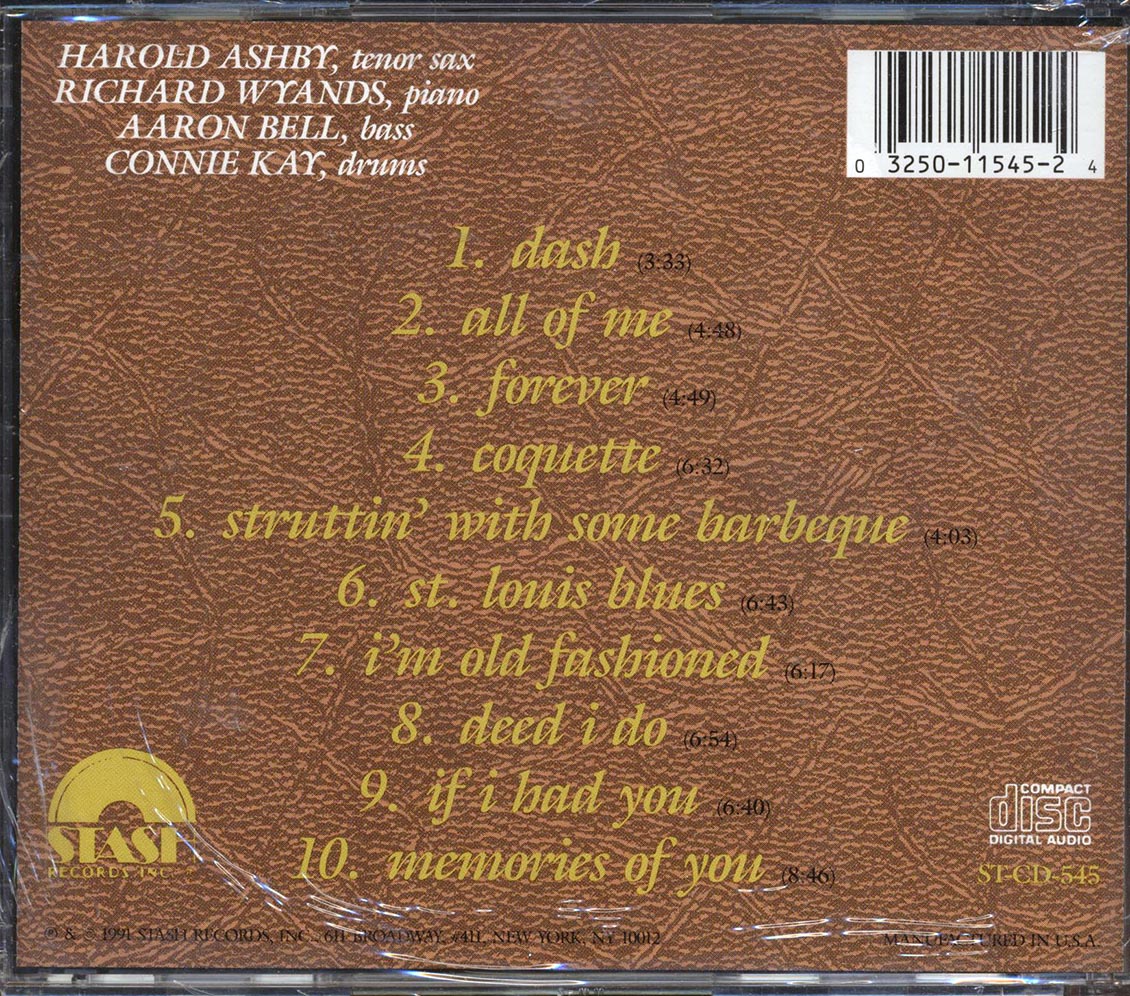 HAROLD ASHBY, tenor sax
RICHARD WYANDS, piano
AARON BELL, bass
CONNIE KAY, drums
0 3250-11545-2 4
1. dash (3:33)
2. all of me (4:48)
3. forever (4:49)
4. coquette (6:32)
5. struttin' with some barbeque (4:03)
6. st. louis blues (6:43)
7. i'm old fashioned (6:17)
8. deed i do (6:54)
9. if i had you (6:40)
10. memories of you (8:46)
STASH
RECORDS INC.
COMPACT
disc
DIGITAL AUDIO
ST-CD-545
℗ & © 1991 STASH RECORDS, INC., 611 BROADWAY, #411, NEW YORK, NY 10012
MANUFACTURED IN U.S.A.